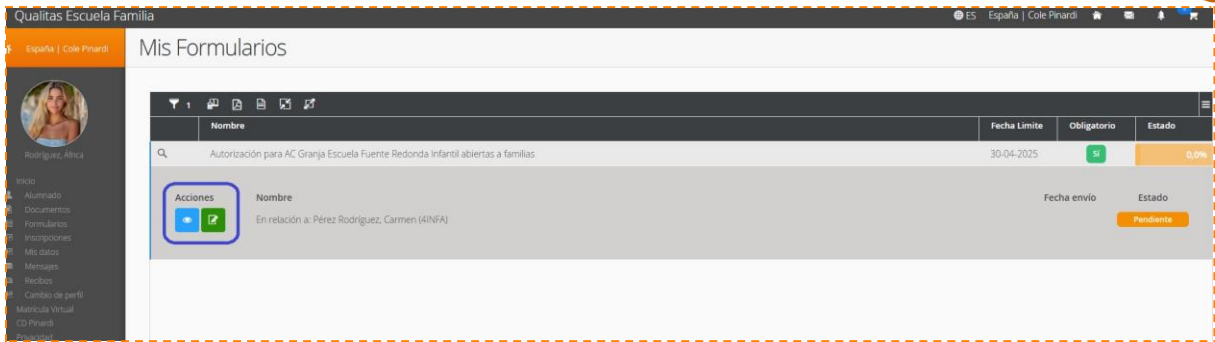 Qualitas Escuela Familia
ES España | Cole Pinardi
España | Cole Pinardi
Mis Formularios
Rodríguez, África
Inicio
Alumnado
Documentos
Formularios
Inscripciones
Mis datos
Mensajes
Recibos
Cambio de perfil
Matrícula Virtual
CD Pinardi
Privacidad
1
Nombre Fecha Limite Obligatorio Estado
Autorización para AC Granja Escuela Fuente Redonda Infantil abiertas a familias 30-04-2025 Sí 0,0%
Acciones Nombre Fecha envío Estado
En relación a: Pérez Rodríguez, Carmen (4INFA) Pendiente